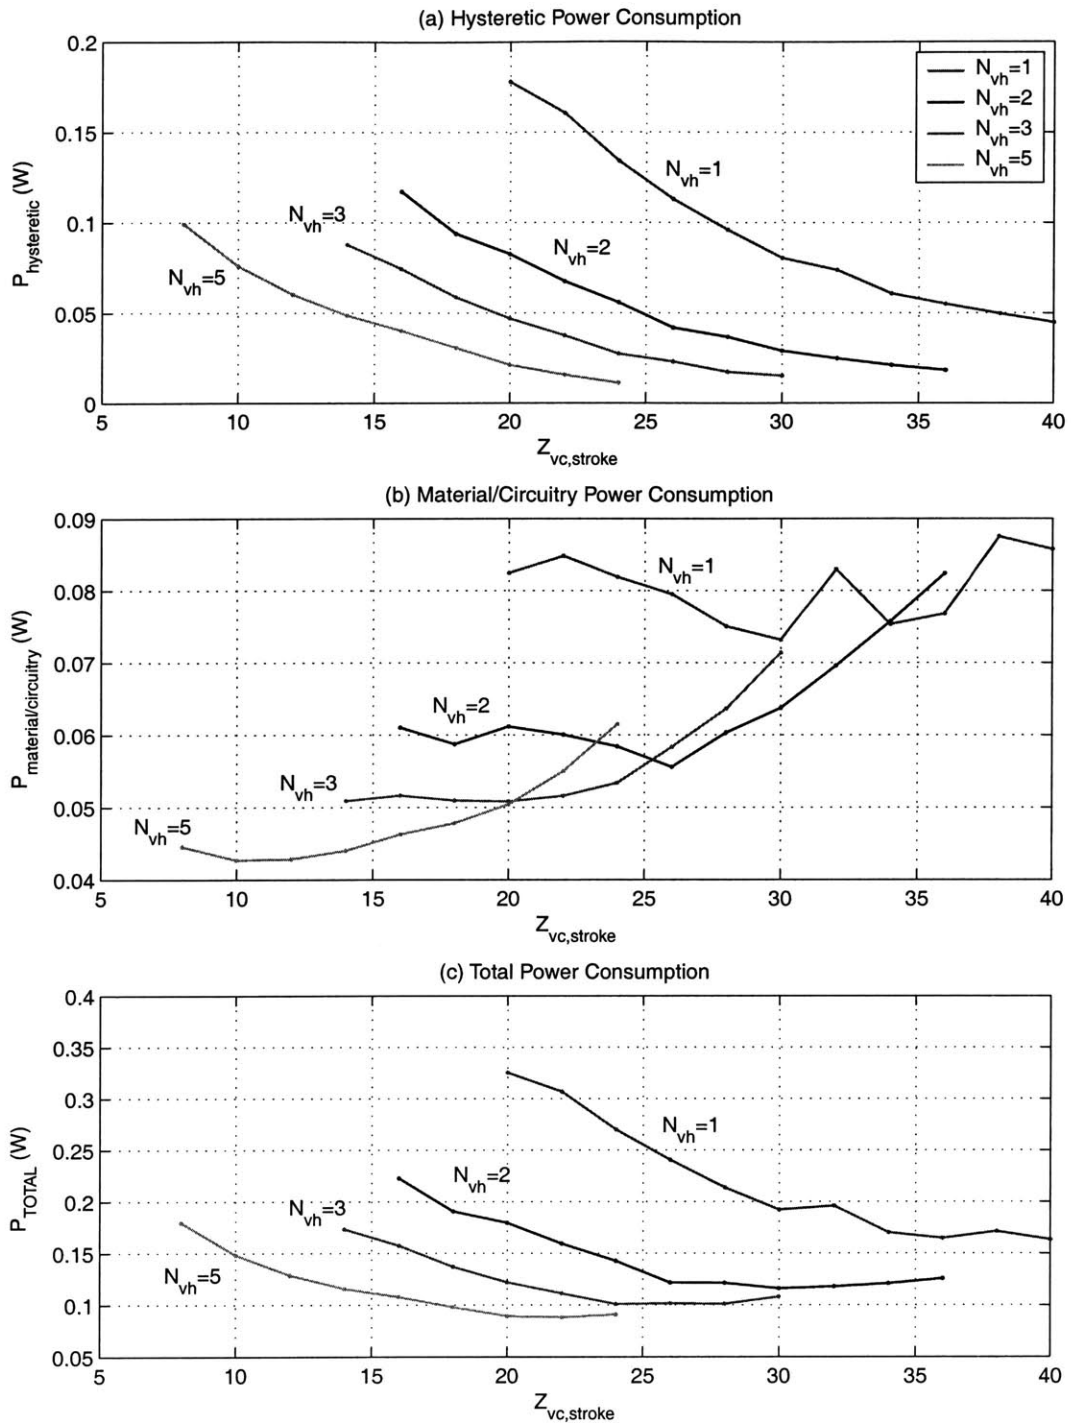 (a) Hysteretic Power Consumption
0.2
0.15
0.1
0.05
0
P_hysteretic (W)
N_vh=1
N_vh=2
N_vh=3
N_vh=5
N_vh=1
N_vh=3
N_vh=2
N_vh=5
5 10 15 20 25 30 35 40
Z_vc,stroke
(b) Material/Circuitry Power Consumption
0.09
0.08
0.07
0.06
0.05
0.04
P_material/circuitry (W)
N_vh=1
N_vh=2
N_vh=3
N_vh=5
5 10 15 20 25 30 35 40
Z_vc,stroke
(c) Total Power Consumption
0.4
0.35
0.3
0.25
0.2
0.15
0.1
0.05
P_TOTAL (W)
N_vh=1
N_vh=2
N_vh=3
N_vh=5
5 10 15 20 25 30 35 40
Z_vc,stroke